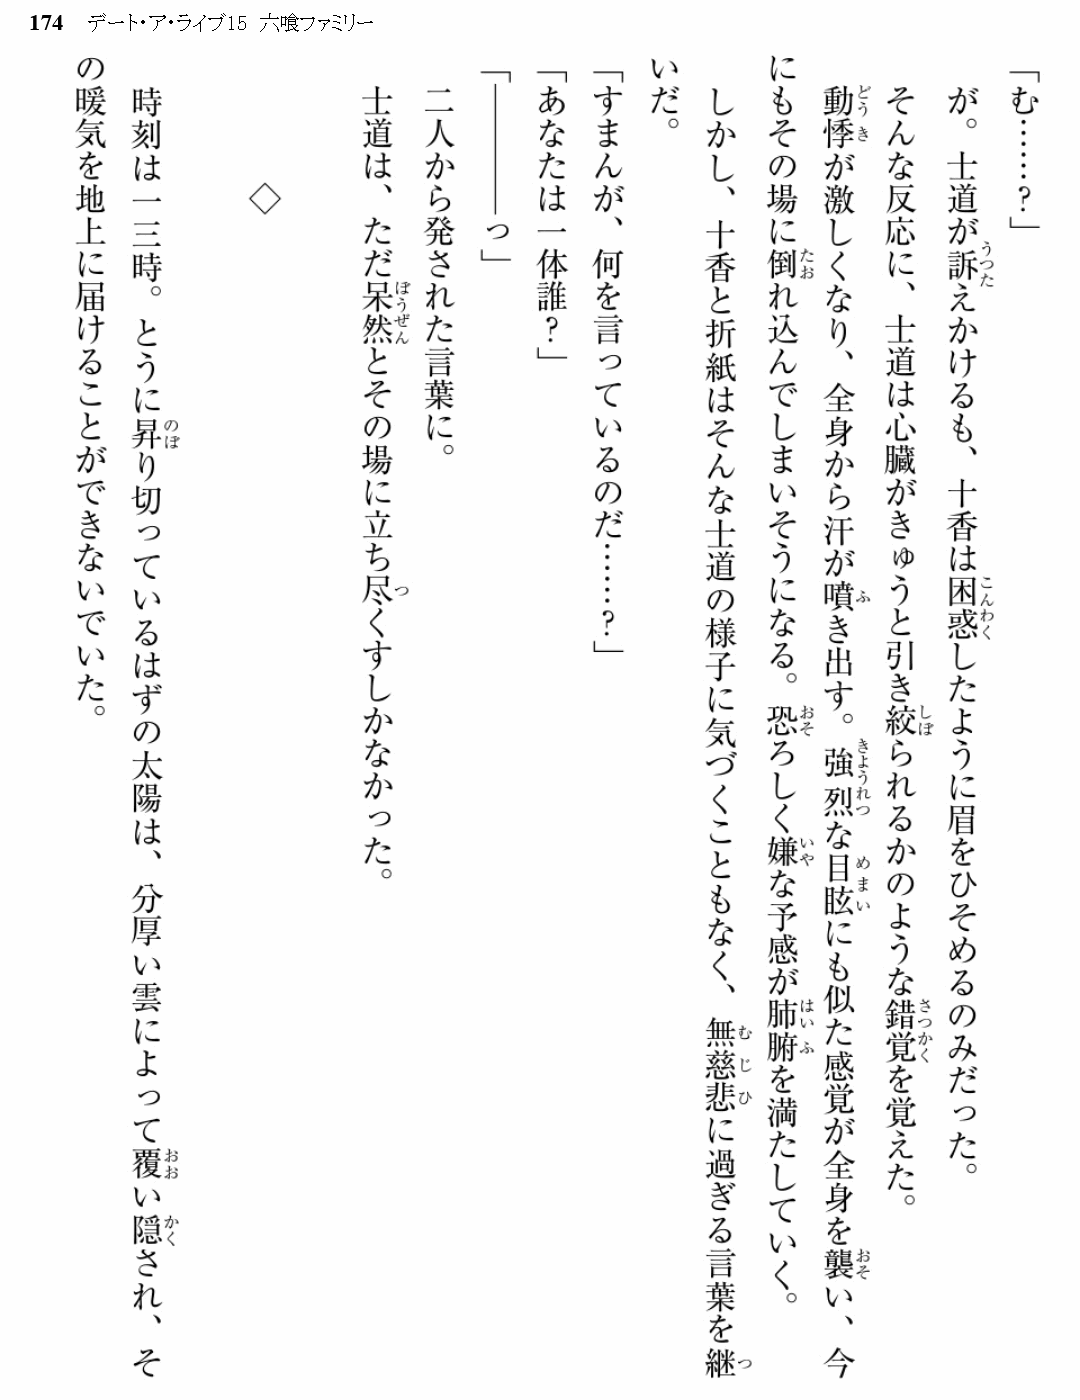 174 デート・ア・ライブ15 六喰ファミリー
「む……？」
が。士道が訴えかけるも、十香は困惑したように眉をひそめるのみだった。
そんな反応に、士道は心臓がきゅうと引き絞られるかのような錯覚を覚えた。
動悸が激しくなり、全身から汗が噴き出す。強烈な目眩にも似た感覚が全身を襲い、今
にもその場に倒れ込んでしまいそうになる。恐ろしく嫌な予感が肺腑を満たしていく。
しかし、十香と折紙はそんな士道の様子に気づくこともなく、無慈悲に過ぎる言葉を継
いだ。
「すまんが、何を言っているのだ……？」
「あなたは一体誰？」
「————っ」
二人から発された言葉に。
士道は、ただ呆然とその場に立ち尽くすしかなかった。
◇
時刻は一三時。とうに昇り切っているはずの太陽は、分厚い雲によって覆い隠され、そ
の暖気を地上に届けることができないでいた。